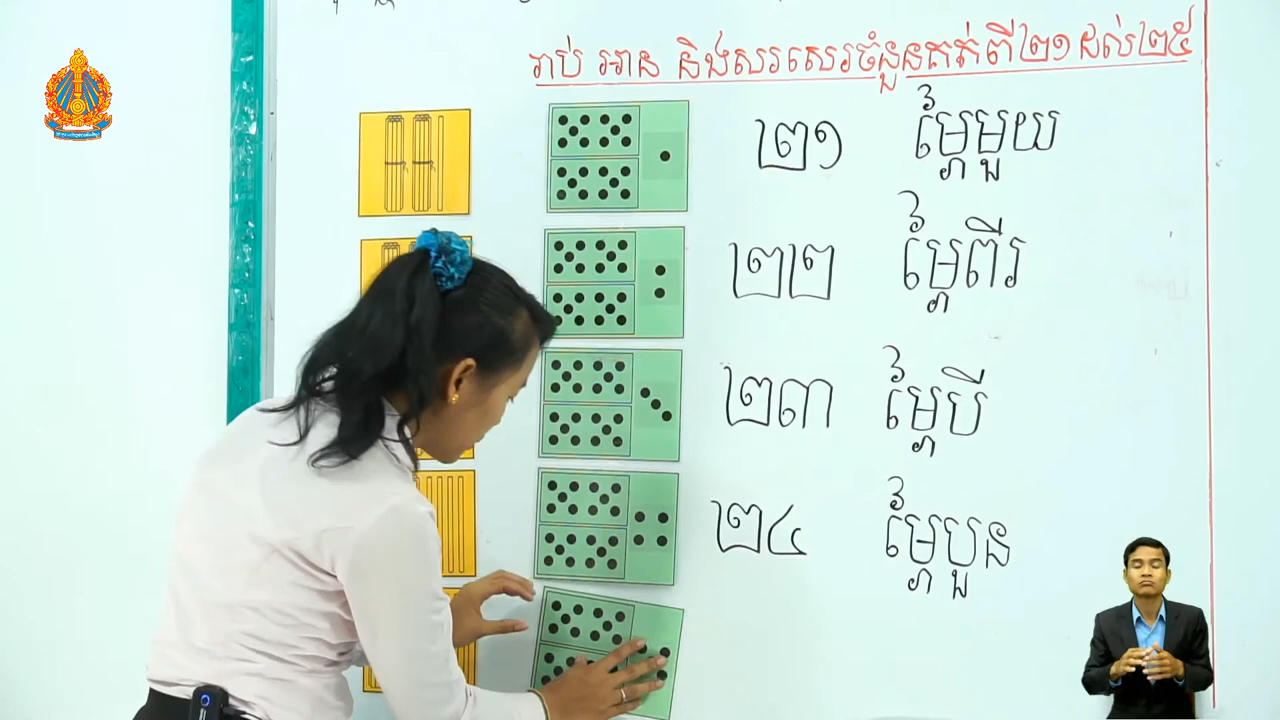 រាប់ អាន និងសរសេរចំនួនគត់ពី២១ ដល់២៥
២១ ម្ភៃមួយ
២២ ម្ភៃពីរ
២៣ ម្ភៃបី
២៤ ម្ភៃបួន